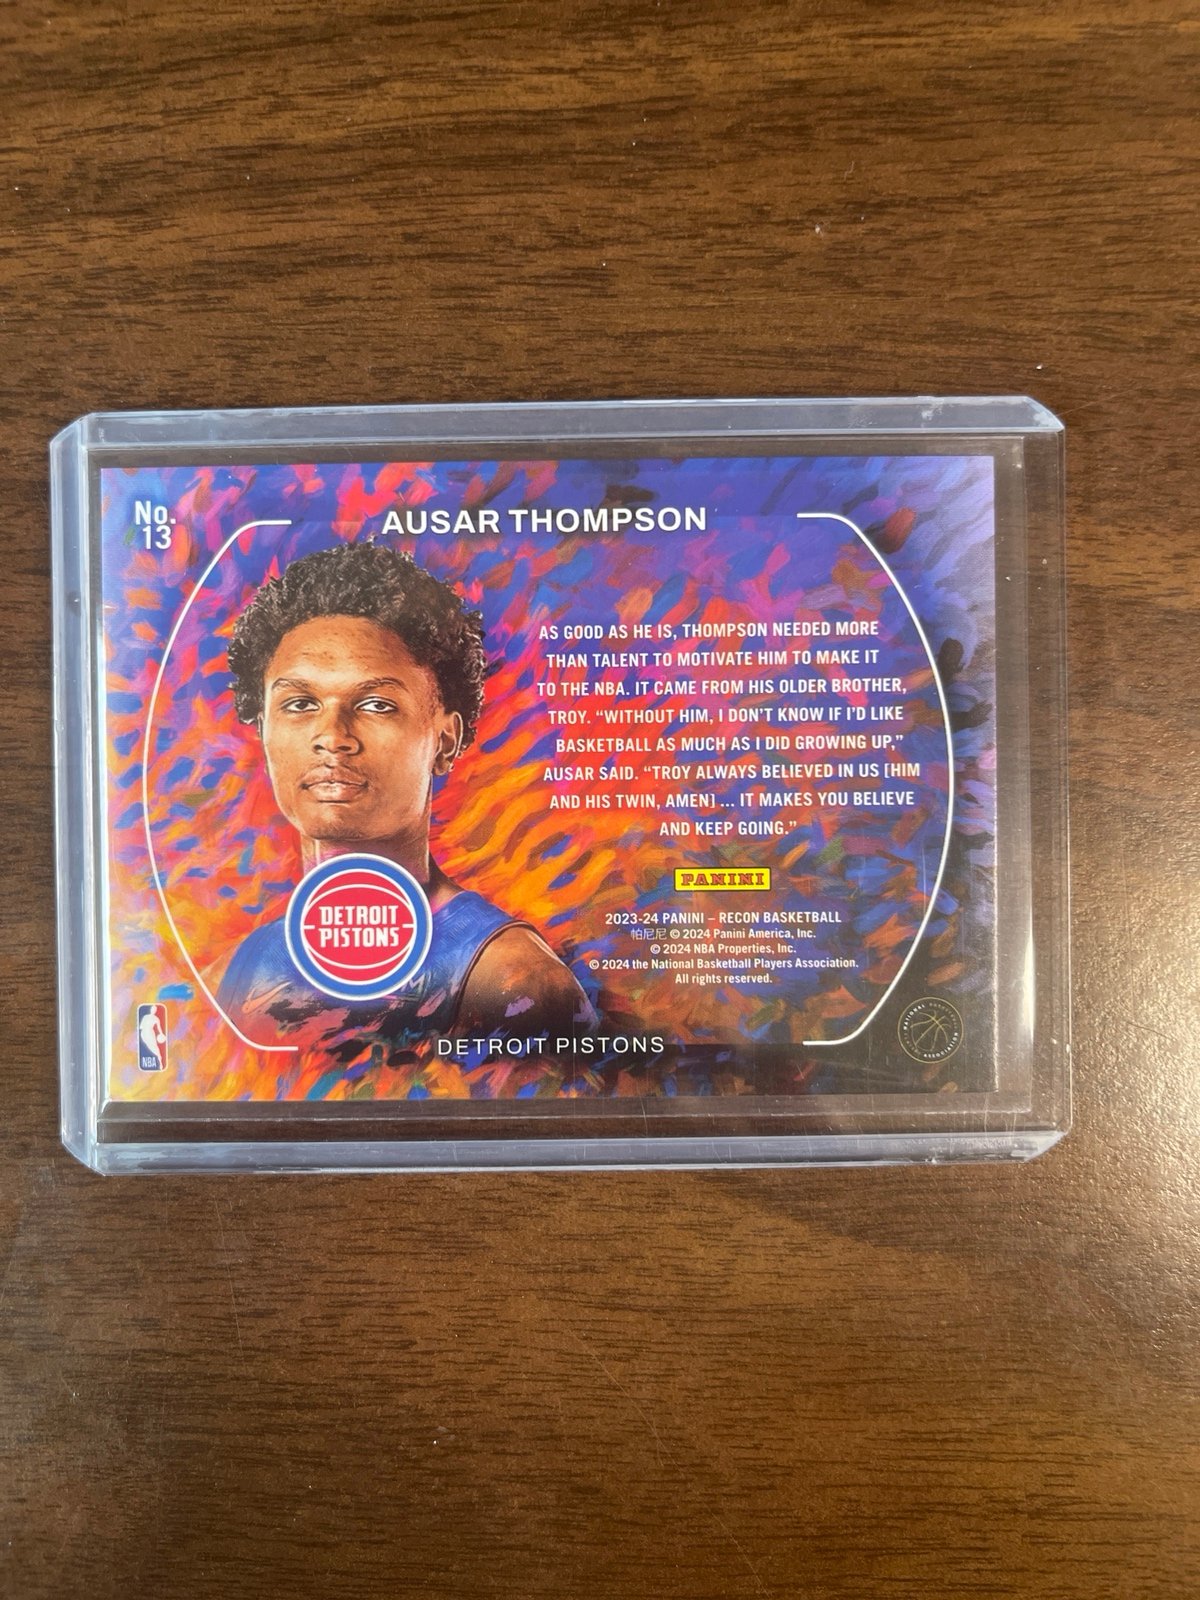 No.
13
AUSAR THOMPSON
AS GOOD AS HE IS, THOMPSON NEEDED MORE
THAN TALENT TO MOTIVATE HIM TO MAKE IT
TO THE NBA. IT CAME FROM HIS OLDER BROTHER,
TROY. “WITHOUT HIM, I DON’T KNOW IF I’D LIKE
BASKETBALL AS MUCH AS I DID GROWING UP,”
AUSAR SAID. “TROY ALWAYS BELIEVED IN US [HIM
AND HIS TWIN, AMEN] ... IT MAKES YOU BELIEVE
AND KEEP GOING.”
PANINI
2023-24 PANINI – RECON BASKETBALL
帕尼尼 © 2024 Panini America, Inc.
© 2024 NBA Properties, Inc.
© 2024 the National Basketball Players Association.
All rights reserved.
DETROIT
PISTONS
NBA
DETROIT PISTONS
NATIONAL BASKETBALL
ASSOCIATION